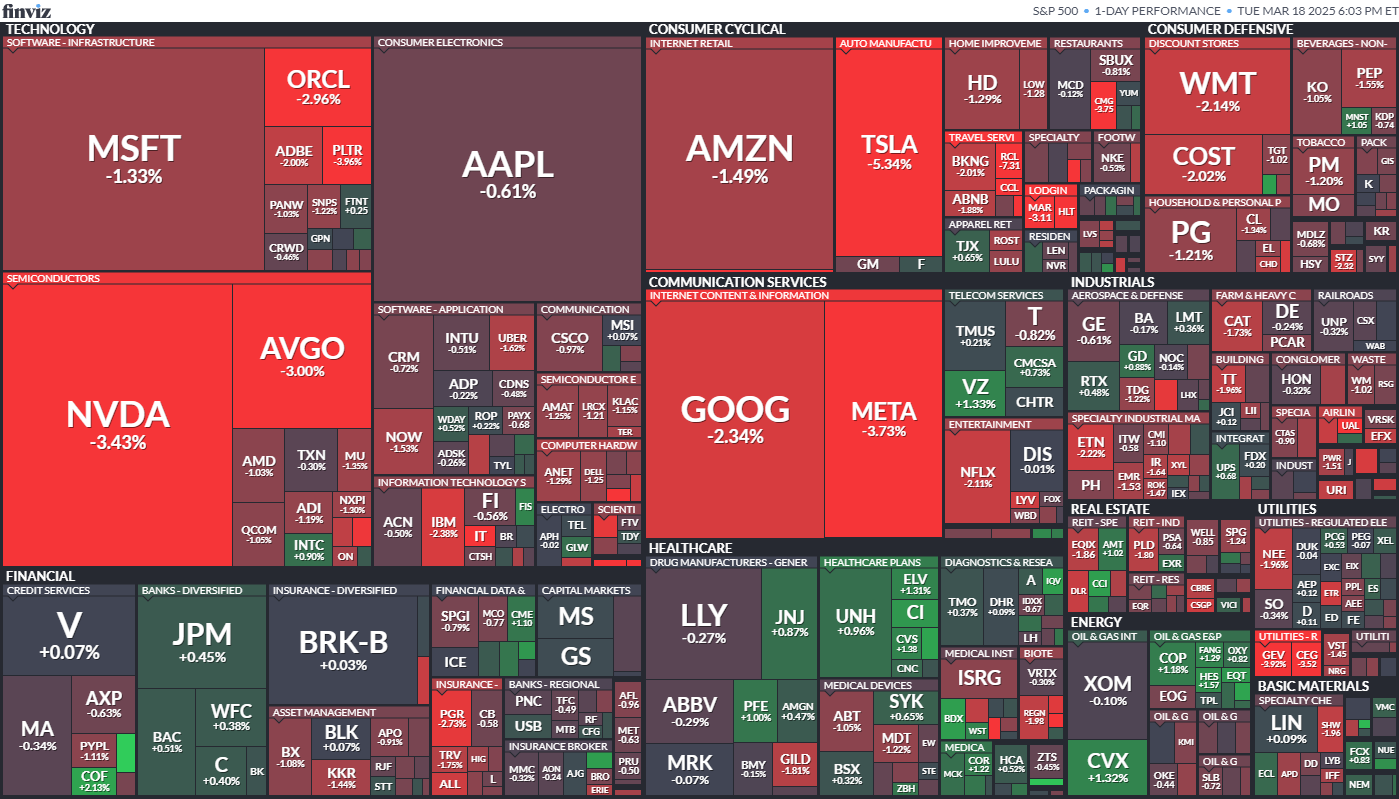 finviz
S&P 500 • 1-DAY PERFORMANCE • TUE MAR 18 2025 6:03 PM ET
TECHNOLOGY
SOFTWARE - INFRASTRUCTURE
MSFT
-1.33%
ORCL
-2.96%
ADBE
-2.00%
PLTR
-3.96%
PANW
-1.03%
SNPS
-1.22%
FTNT
+0.25
CRWD
-0.46%
GPN
CONSUMER ELECTRONICS
AAPL
-0.61%
SEMICONDUCTORS
NVDA
-3.43%
AVGO
-3.00%
AMD
-1.03%
TXN
-0.30%
MU
-1.35%
QCOM
-1.05%
ADI
-1.19%
NXPI
-1.30%
INTC
+0.90%
ON
SOFTWARE - APPLICATION
CRM
-0.72%
INTU
-0.51%
UBER
-1.62%
ADP
-0.22%
CDNS
-0.48%
NOW
-1.53%
WDAY
+0.52%
ROP
+0.22%
PAYX
-0.68
ADSK
-0.26%
TYL
INFORMATION TECHNOLOGY S
ACN
-0.50%
IBM
-2.38%
FI
-0.56%
FIS
IT
BR
CTSH
COMMUNICATION
CSCO
-0.97%
MSI
+0.07%
SEMICONDUCTOR E
AMAT
-1.25%
LRCX
-1.21
KLAC
-1.15%
TER
COMPUTER HARDW
ANET
-1.29%
DELL
-1.25
ELECTRO
APH
-0.02
TEL
GLW
SCIENTI
FTV
TDY
CONSUMER CYCLICAL
INTERNET RETAIL
AMZN
-1.49%
AUTO MANUFACTU
TSLA
-5.34%
GM
F
HOME IMPROVEME
HD
-1.29%
LOW
-1.28
RESTAURANTS
MCD
-0.12%
SBUX
-0.81%
CMG
-2.75
YUM
TRAVEL SERVI
BKNG
-2.01%
RCL
-7.31
ABNB
-1.88%
CCL
SPECIALTY
FOOTW
NKE
-0.53%
LODGIN
MAR
-3.11
HLT
PACKAGIN
APPAREL RET
TJX
+0.65%
ROST
LULU
RESIDEN
LEN
NVR
LVS
CONSUMER DEFENSIVE
DISCOUNT STORES
WMT
-2.14%
COST
-2.02%
TGT
-1.02
BEVERAGES - NON-
KO
-1.05%
PEP
-1.55%
MNST
+1.05
KDP
-0.74
TOBACCO
PM
-1.20%
MO
PACK
GIS
K
HOUSEHOLD & PERSONAL P
PG
-1.21%
CL
-1.34%
EL
CHD
MDLZ
-0.68%
HSY
KR
STZ
-2.32
SYY
COMMUNICATION SERVICES
INTERNET CONTENT & INFORMATION
GOOG
-2.34%
META
-3.73%
TELECOM SERVICES
TMUS
+0.21%
T
-0.82%
CMCSA
+0.73%
VZ
+1.33%
CHTR
ENTERTAINMENT
NFLX
-2.11%
DIS
-0.01%
LYV
FOX
WBD
INDUSTRIALS
AEROSPACE & DEFENSE
GE
-0.61%
BA
-0.17%
LMT
+0.36%
RTX
+0.48%
GD
+0.88%
NOC
-0.14%
TDG
-1.22%
LHX
FARM & HEAVY C
CAT
-1.73%
DE
-0.24%
PCAR
RAILROADS
UNP
-0.32%
CSX
WAB
BUILDING
TT
-1.96%
JCI
+0.12
LII
CONGLOMER
HON
-0.32%
WASTE
WM
-1.02
RSG
SPECIALTY INDUSTRIAL MA
ETN
-2.22%
ITW
-0.58
CMI
-1.10
PH
EMR
-1.53
IR
-1.64
XYL
ROK
-1.47
IEX
INTEGRAT
UPS
+0.68
FDX
+0.20
SPECIA
CTAS
-0.90
INDUST
AIRLIN
UAL
VRSK
EFX
PWR
-1.51
J
URI
REAL ESTATE
REIT - SPE
EQIX
-1.86
AMT
+1.02
DLR
CCI
REIT - IND
PLD
-1.80
PSA
-0.64
EXR
REIT - RES
EQR
WELL
-0.85
SPG
-1.24
CBRE
CSGP
VICI
UTILITIES
UTILITIES - REGULATED ELE
NEE
-1.96%
DUK
-0.04
PCG
+0.53
PEG
-0.07
XEL
EXC
EIX
SO
-0.34%
AEP
+0.12
ETR
PPL
ES
AEE
D
+0.11
ED
FE
UTILITIES - R
GEV
-3.92%
CEG
-3.52
VST
-1.45
NRG
UTILITI
FINANCIAL
CREDIT SERVICES
V
+0.07%
MA
-0.34%
AXP
-0.63%
PYPL
-1.11%
COF
+2.13%
BANKS - DIVERSIFIED
JPM
+0.45%
BAC
+0.51%
WFC
+0.38%
C
+0.40%
BK
INSURANCE - DIVERSIFIED
BRK-B
+0.03%
ASSET MANAGEMENT
BX
-1.08%
BLK
+0.07%
KKR
-1.44%
APO
-0.91%
RJF
STT
FINANCIAL DATA &
SPGI
-0.79%
MCO
-0.77
CME
+1.10
ICE
CAPITAL MARKETS
MS
GS
INSURANCE -
PGR
-2.73%
CB
-0.58
TRV
-1.75%
HIG
ALL
L
BANKS - REGIONAL
PNC
TFC
-0.49
USB
MTB
RF
CFG
INSURANCE BROKER
MMC
-0.32%
AON
-0.24
AJG
BRO
ERIE
AFL
-0.96
MET
-0.63
PRU
-0.50
HEALTHCARE
DRUG MANUFACTURERS - GENER
LLY
-0.27%
JNJ
+0.87%
ABBV
-0.29%
PFE
+1.00%
AMGN
+0.47%
MRK
-0.07%
BMY
-0.15%
GILD
-1.81%
HEALTHCARE PLANS
UNH
+0.96%
ELV
+1.31%
CI
CVS
+1.38
CNC
MEDICAL DEVICES
ABT
-1.05%
SYK
+0.65%
MDT
-1.22%
EW
BSX
+0.32%
STE
ZBH
DIAGNOSTICS & RESEA
TMO
+0.37%
DHR
+0.09%
A
IQV
IDXX
-0.67
LH
MEDICAL INST
ISRG
BDX
WST
BIOTE
VRTX
-0.30%
REGN
-1.98
MEDICA
MCK
COR
+1.22
HCA
+0.52%
ZTS
-0.45%
ENERGY
OIL & GAS INT
XOM
-0.10%
CVX
+1.32%
OIL & GAS E&P
COP
+1.18%
FANG
+1.29
OXY
+0.82
EOG
HES
+1.57
EQT
TPL
OIL & G
KMI
OKE
-0.44
OIL & G
OIL & G
SLB
-0.72
BASIC MATERIALS
SPECIALTY CHE
LIN
+0.09%
SHW
-1.96
ECL
APD
DD
LYB
IFF
VMC
FCX
+0.83
NUE
NEM